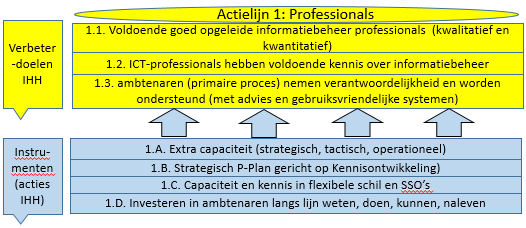 Actielijn 1: Professionals
Verbeter
-doelen
IHH
1.1. Voldoende goed opgeleide informatiebeheer professionals (kwalitatief en
kwantitatief)
1.2. ICT-professionals hebben voldoende kennis over informatiebeheer
1.3. ambtenaren (primaire proces) nemen verantwoordelijkheid en worden
ondersteund (met advies en gebruiksvriendelijke systemen)
Instru-
menten
(acties
IHH)
1.A. Extra capaciteit (strategisch, tactisch, operationeel)
1.B. Strategisch P-Plan gericht op Kennisontwikkeling)
1.C. Capaciteit en kennis in flexibele schil en SSO's
1.D. Investeren in ambtenaren langs lijn weten, doen, kunnen, naleven